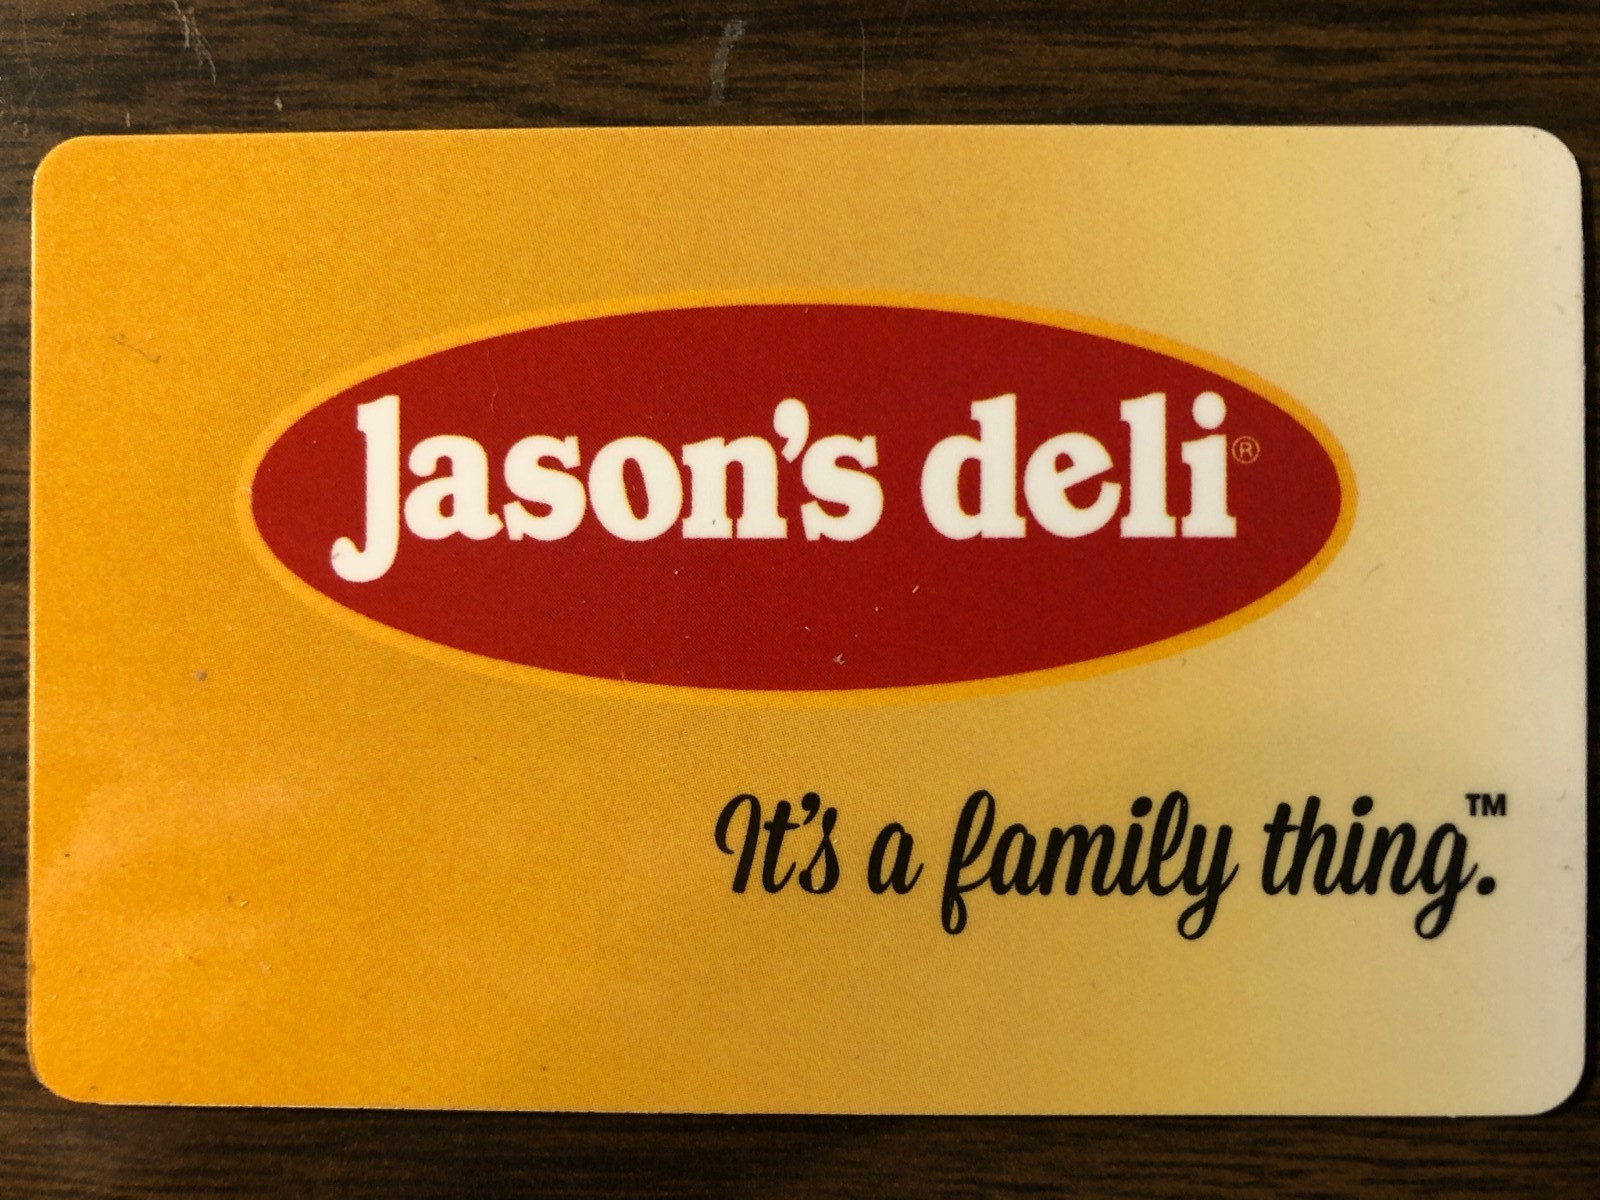 Jason's deli®
It's a family thing.™